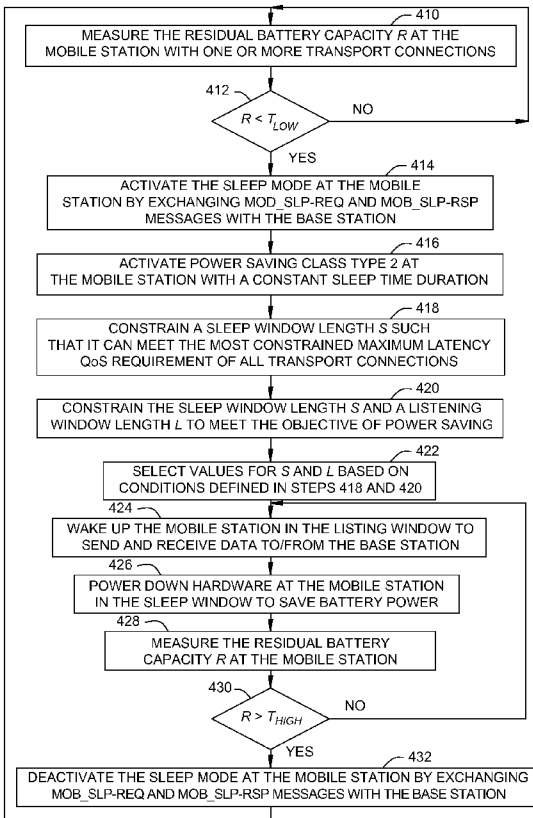 410
MEASURE THE RESIDUAL BATTERY CAPACITY R AT THE
MOBILE STATION WITH ONE OR MORE TRANSPORT CONNECTIONS
412
R < TLOW
NO
YES
414
ACTIVATE THE SLEEP MODE AT THE MOBILE
STATION BY EXCHANGING MOD_SLP-REQ AND MOB_SLP-RSP
MESSAGES WITH THE BASE STATION
416
ACTIVATE POWER SAVING CLASS TYPE 2 AT
THE MOBILE STATION WITH A CONSTANT SLEEP TIME DURATION
418
CONSTRAIN A SLEEP WINDOW LENGTH S SUCH
THAT IT CAN MEET THE MOST CONSTRAINED MAXIMUM LATENCY
QoS REQUIREMENT OF ALL TRANSPORT CONNECTIONS
420
CONSTRAIN THE SLEEP WINDOW LENGTH S AND A LISTENING
WINDOW LENGTH L TO MEET THE OBJECTIVE OF POWER SAVING
422
SELECT VALUES FOR S AND L BASED ON
CONDITIONS DEFINED IN STEPS 418 AND 420
424
WAKE UP THE MOBILE STATION IN THE LISTING WINDOW TO
SEND AND RECEIVE DATA TO/FROM THE BASE STATION
426
POWER DOWN HARDWARE AT THE MOBILE STATION
IN THE SLEEP WINDOW TO SAVE BATTERY POWER
428
MEASURE THE RESIDUAL BATTERY
CAPACITY R AT THE MOBILE STATION
430
R > THIGH
NO
YES
432
DEACTIVATE THE SLEEP MODE AT THE MOBILE STATION BY EXCHANGING
MOB_SLP-REQ AND MOB_SLP-RSP MESSAGES WITH THE BASE STATION